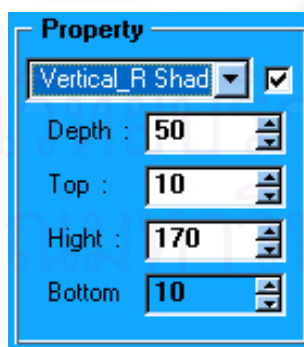 Property
Vertical_R Shad
Depth : 50
Top : 10
Hight : 170
Bottom 10